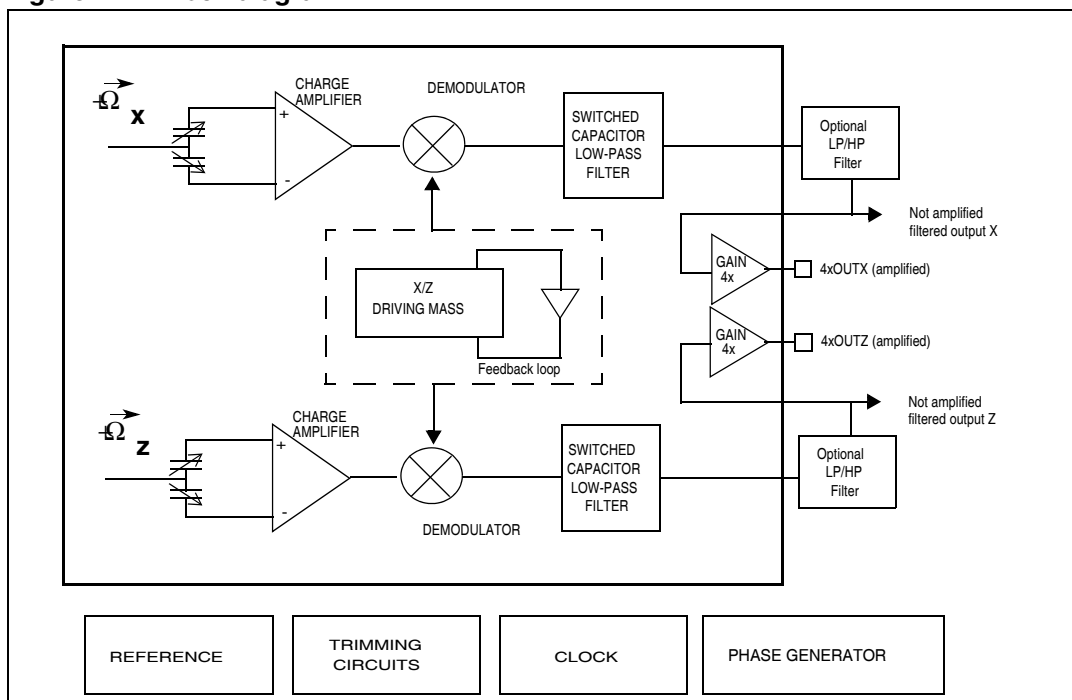 ±Ω X
CHARGE
AMPLIFIER
+
-
DEMODULATOR
SWITCHED
CAPACITOR
LOW-PASS
FILTER
Optional
LP/HP
Filter
Not amplified
filtered output X
GAIN
4x
4xOUTX (amplified)
X/Z
DRIVING MASS
Feedback loop
GAIN
4x
4xOUTZ (amplified)
Not amplified
filtered output Z
±Ω Z
CHARGE
AMPLIFIER
+
-
DEMODULATOR
SWITCHED
CAPACITOR
LOW-PASS
FILTER
Optional
LP/HP
Filter
REFERENCE
TRIMMING
CIRCUITS
CLOCK
PHASE GENERATOR